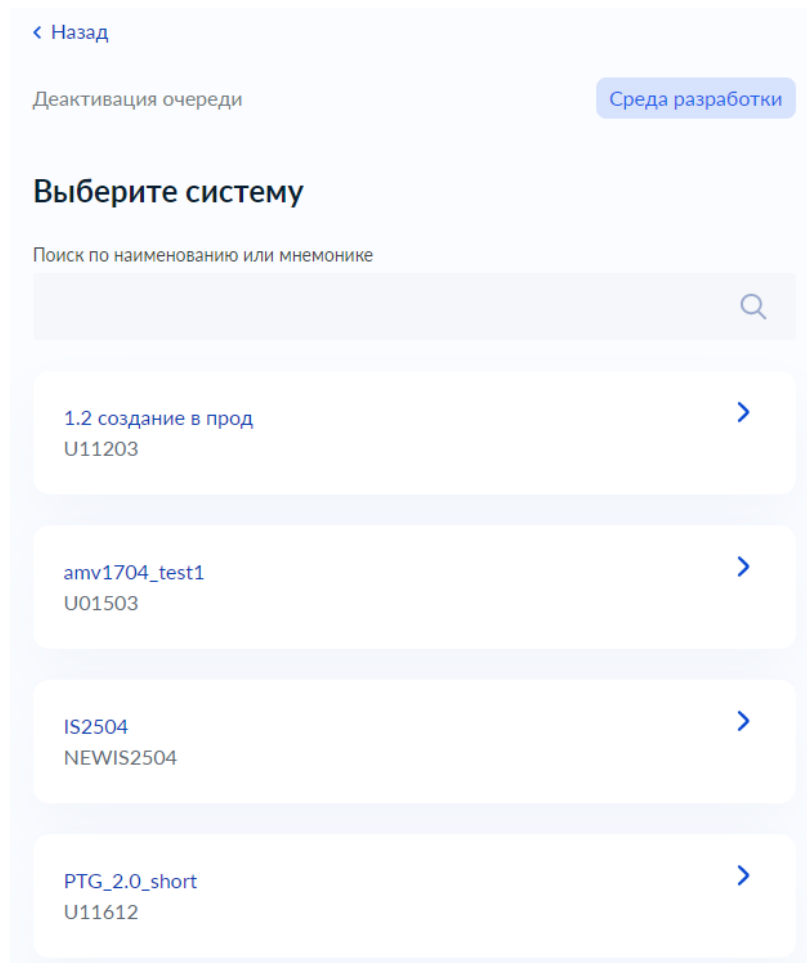 Назад
Деактивация очереди
Среда разработки
Выберите систему
Поиск по наименованию или мнемонике
1.2 создание в прод
U11203
amv1704_test1
U01503
IS2504
NEWIS2504
PTG_2.0_short
U11612